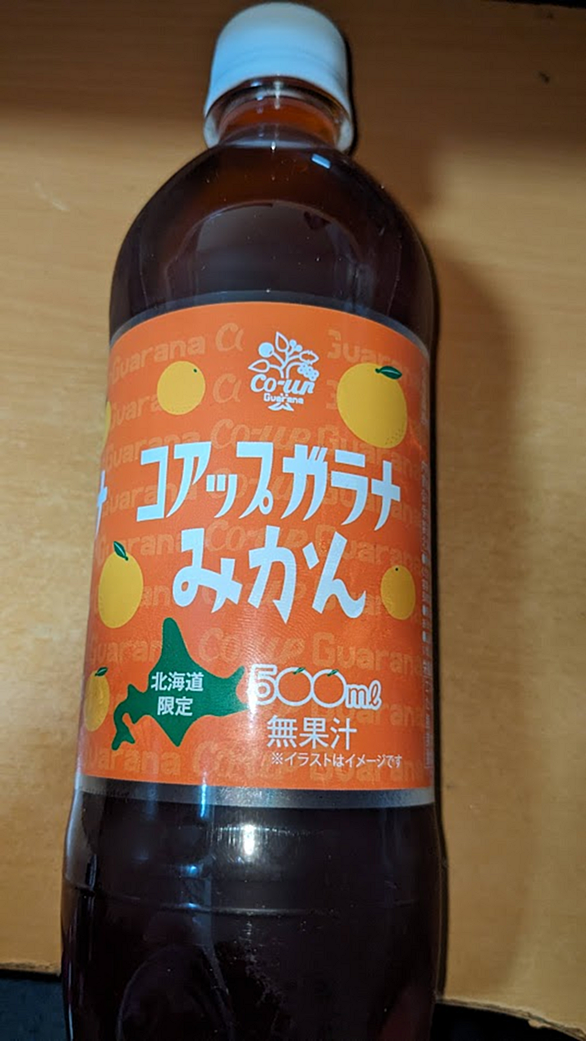 Co-up
Guarana
コアップガラナ
みかん
北海道
限定
500ml
無果汁
※イラストはイメージです